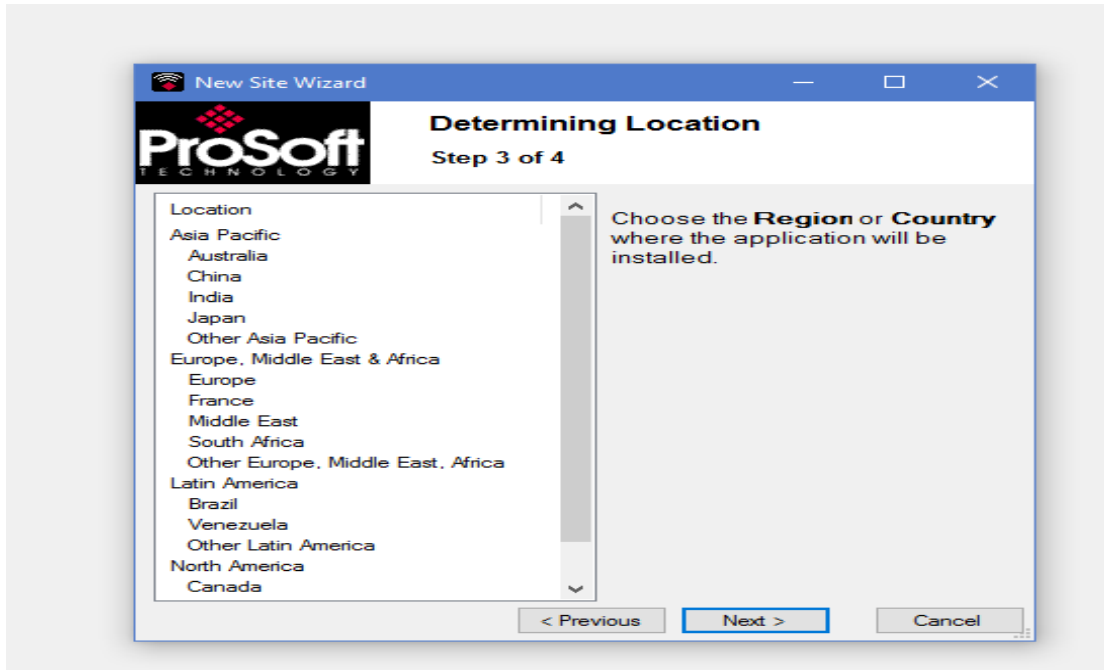 New Site Wizard
ProSoft
TECHNOLOGY
Determining Location
Step 3 of 4
Location
Asia Pacific
Australia
China
India
Japan
Other Asia Pacific
Europe, Middle East & Africa
Europe
France
Middle East
South Africa
Other Europe, Middle East, Africa
Latin America
Brazil
Venezuela
Other Latin America
North America
Canada
Choose the Region or Country
where the application will be
installed.
< Previous
Next >
Cancel